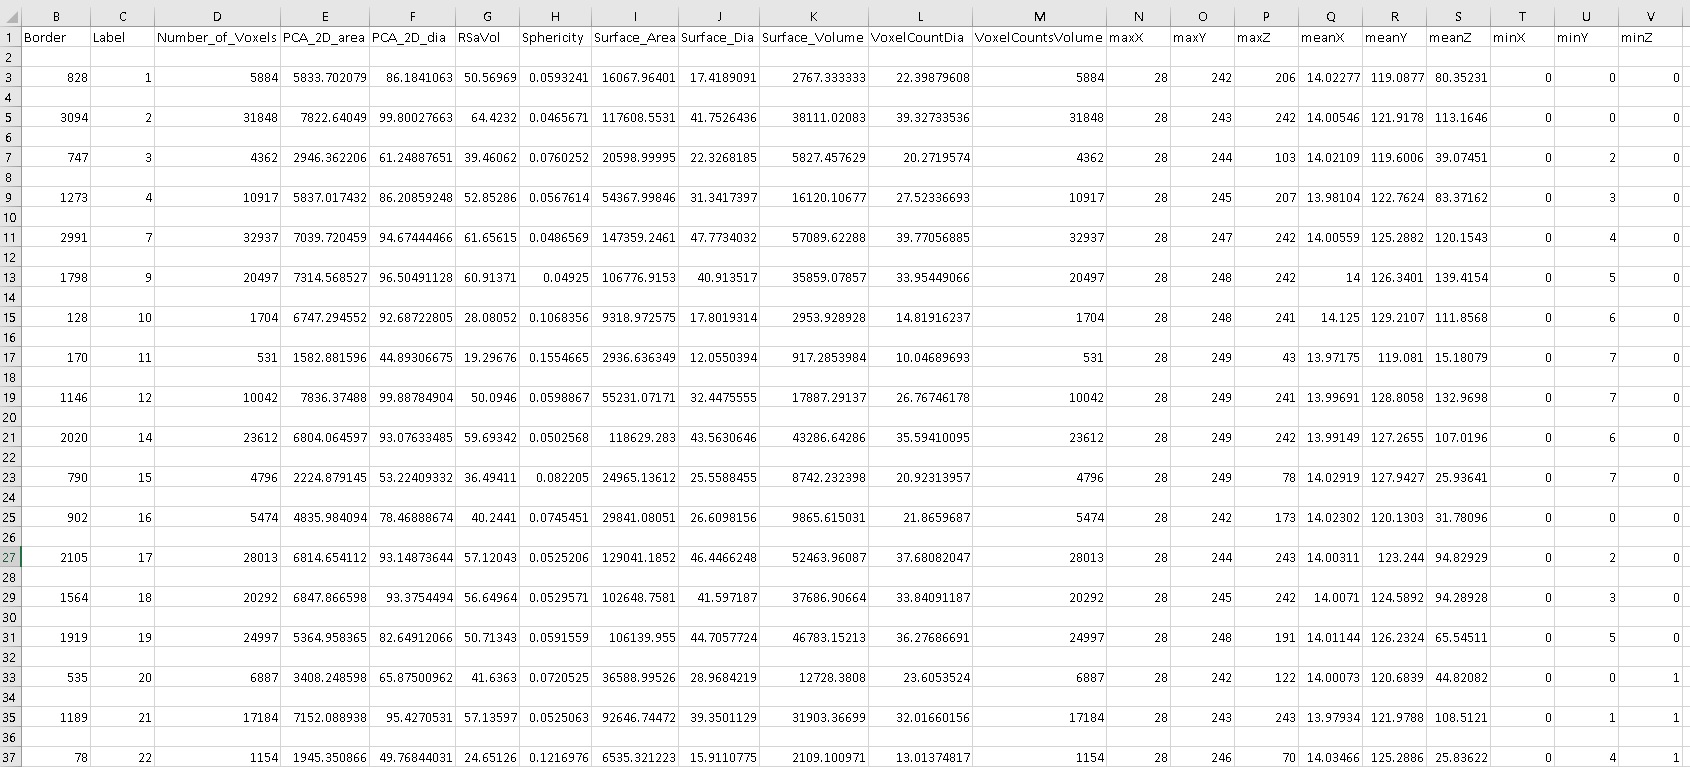 B C D E F G H I J K L M N O P Q R S T U V
1 Border Label Number_of_Voxels PCA_2D_area PCA_2D_dia RSaVol Sphericity Surface_Area Surface_Dia Surface_Volume VoxelCountDia VoxelCountsVolume maxX maxY maxZ meanX meanY meanZ minX minY minZ
2
3 828 1 5884 5833.702079 86.1841063 50.56969 0.0593241 16067.96401 17.4189091 2767.333333 22.39879608 5884 28 242 206 14.02277 119.0877 80.35231 0 0 0
4
5 3094 2 31848 7822.64049 99.80027663 64.4232 0.0465671 117608.5531 41.7526436 38111.02083 39.32733536 31848 28 243 242 14.00546 121.9178 113.1646 0 0 0
6
7 747 3 4362 2946.362206 61.24887651 39.46062 0.0760252 20598.99995 22.3268185 5827.457629 20.2719574 4362 28 244 103 14.02109 119.6006 39.07451 0 2 0
8
9 1273 4 10917 5837.017432 86.20859248 52.85286 0.0567614 54367.99846 31.3417397 16120.10677 27.52336693 10917 28 245 207 13.98104 122.7624 83.37162 0 3 0
10
11 2991 7 32937 7039.720459 94.67444466 61.65615 0.0486569 147359.2461 47.7734032 57089.62288 39.77056885 32937 28 247 242 14.00559 125.2882 120.1543 0 4 0
12
13 1798 9 20497 7314.568527 96.50491128 60.91371 0.04925 106776.9153 40.913517 35859.07857 33.95449066 20497 28 248 242 14 126.3401 139.4154 0 5 0
14
15 128 10 1704 6747.294552 92.68722805 28.08052 0.1068356 9318.972575 17.8019314 2953.928928 14.81916237 1704 28 248 241 14.125 129.2107 111.8568 0 6 0
16
17 170 11 531 1582.881596 44.89306675 19.29676 0.1554665 2936.636349 12.0550394 917.2853984 10.04689693 531 28 249 43 13.97175 119.081 15.18079 0 7 0
18
19 1146 12 10042 7836.37488 99.88784904 50.0946 0.0598867 55231.07171 32.4475555 17887.29137 26.76746178 10042 28 249 241 13.99691 128.8058 132.9698 0 7 0
20
21 2020 14 23612 6804.064597 93.07633485 59.69342 0.0502568 118629.283 43.5630646 43286.64286 35.59410095 23612 28 249 242 13.99149 127.2655 107.0196 0 6 0
22
23 790 15 4796 2224.879145 53.22409332 36.49411 0.082205 24965.13612 25.5588455 8742.232398 20.92313957 4796 28 249 78 14.02919 127.9427 25.93641 0 7 0
24
25 902 16 5474 4835.984094 78.46888674 40.2441 0.0745451 29841.08051 26.6098156 9865.615031 21.8659687 5474 28 242 173 14.02302 120.1303 31.78096 0 0 0
26
27 2105 17 28013 6814.654112 93.14873644 57.12043 0.0525206 129041.1852 46.4466248 52463.96087 37.68082047 28013 28 244 243 14.00311 123.244 94.82929 0 2 0
28
29 1564 18 20292 6847.866598 93.3754494 56.64964 0.0529571 102648.7581 41.597187 37686.90664 33.84091187 20292 28 245 242 14.0071 124.5892 94.28928 0 3 0
30
31 1919 19 24997 5364.958365 82.64912066 50.71343 0.0591559 106139.955 44.7057724 46783.15213 36.27686691 24997 28 248 191 14.01144 126.2324 65.54511 0 5 0
32
33 535 20 6887 3408.248598 65.87500962 41.6363 0.0720525 36588.99526 28.9684219 12728.3808 23.6053524 6887 28 242 122 14.00073 120.6839 44.82082 0 0 1
34
35 1189 21 17184 7152.088938 95.4270531 57.13597 0.0525063 92646.74472 39.3501129 31903.36699 32.01660156 17184 28 243 243 13.97934 121.9788 108.5121 0 1 1
36
37 78 22 1154 1945.350866 49.76844031 24.65126 0.1216976 6535.321223 15.9110775 2109.100971 13.01374817 1154 28 246 70 14.03466 125.2886 25.83622 0 4 1